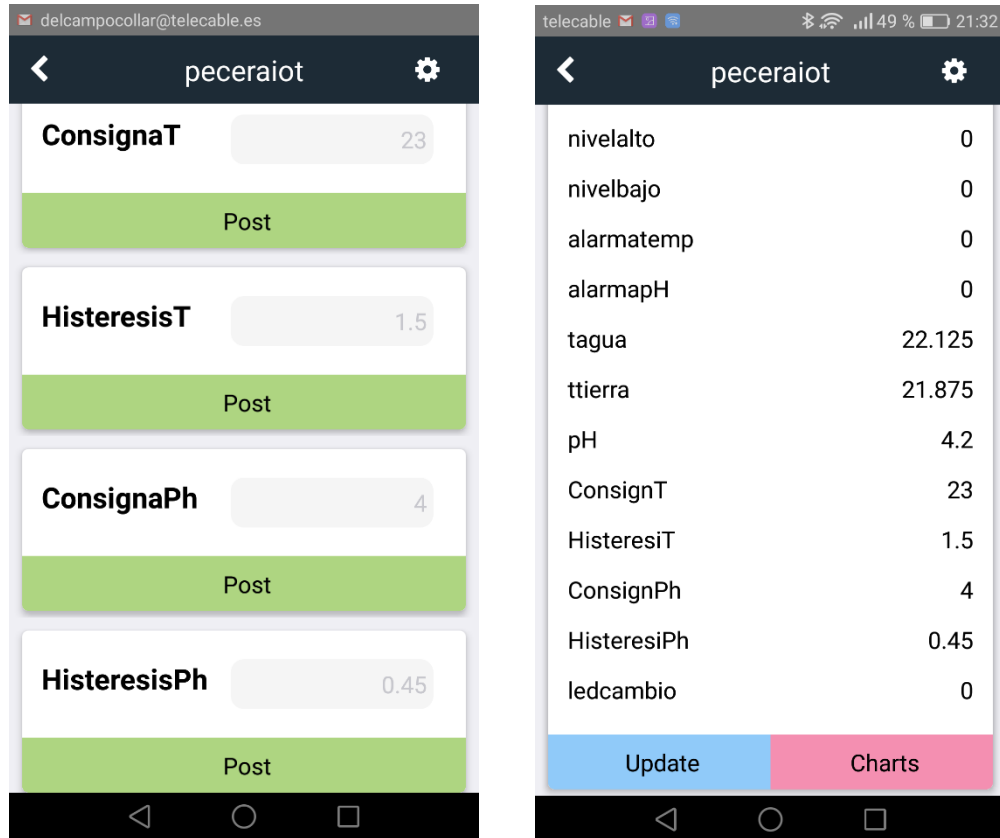 delcampocollar@telecable.es
peceraiot
ConsignaT 23
Post
HisteresisT 1.5
Post
ConsignaPh 4
Post
HisteresisPh 0.45
Post
telecable 49 % 21:32
peceraiot
nivelalto 0
nivelbajo 0
alarmatemp 0
alarmapH 0
tagua 22.125
ttierra 21.875
pH 4.2
ConsignT 23
HisteresiT 1.5
ConsignPh 4
HisteresiPh 0.45
ledcambio 0
Update Charts